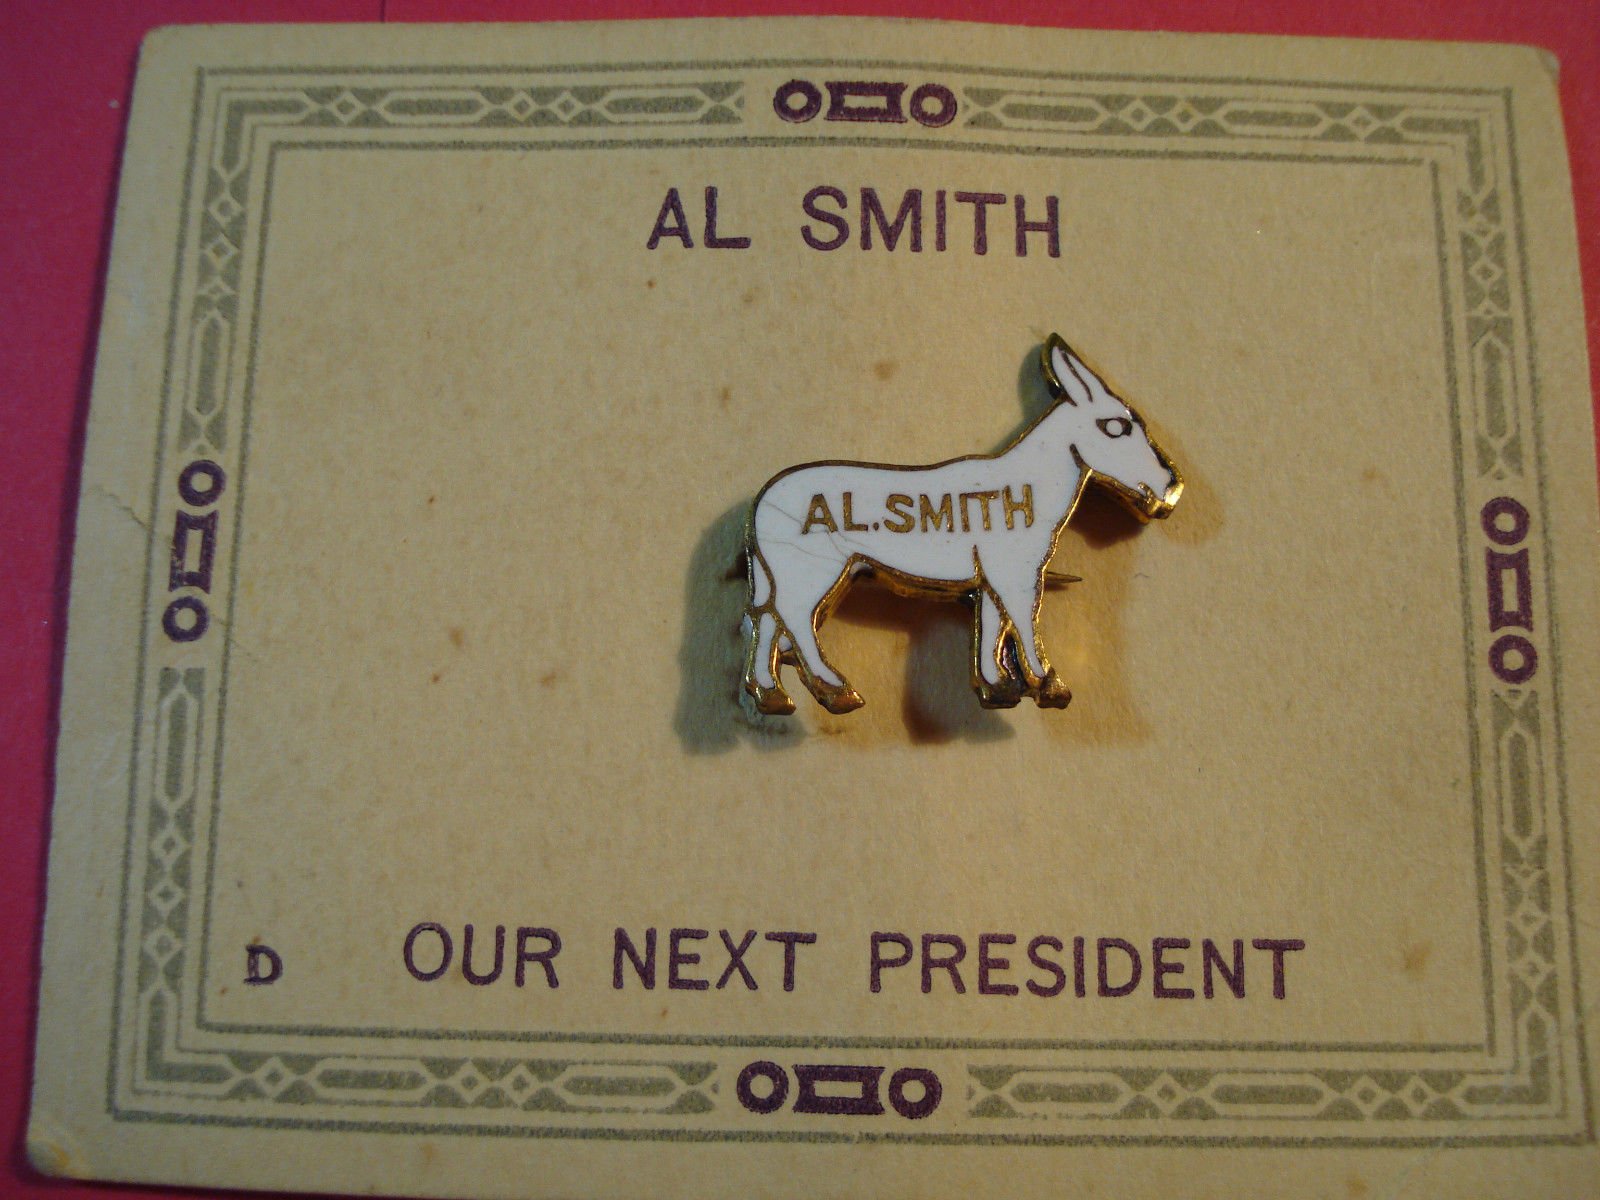 AL SMITH
AL.SMITH
D OUR NEXT PRESIDENT